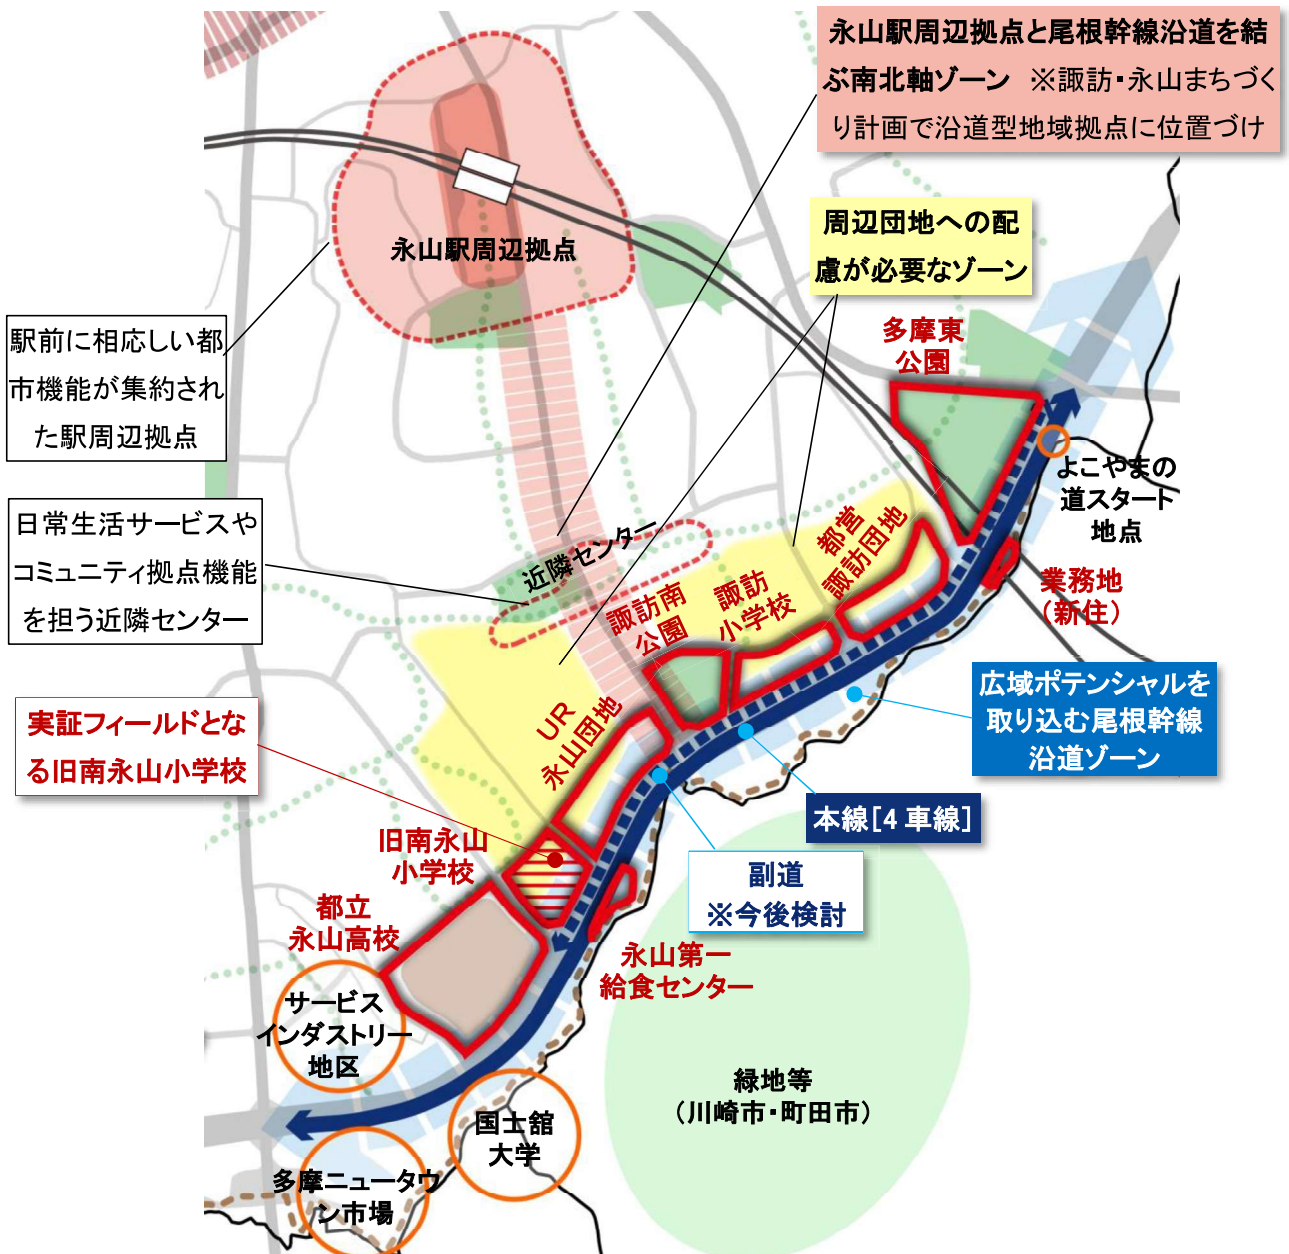 永山駅周辺拠点と尾根幹線沿道を結
ぶ南北軸ゾーン ※諏訪・永山まちづく
り計画で沿道型地域拠点に位置づけ
周辺団地への配
慮が必要なゾーン
永山駅周辺拠点
駅前に相応しい都
市機能が集約され
た駅周辺拠点
多摩東
公園
よこやまの
道スタート
地点
日常生活サービスや
コミュニティ拠点機能
を担う近隣センター
近隣センター
都営
諏訪団地
諏訪
小学校
諏訪南
公園
業務地
（新住）
UR
永山団地
広域ポテンシャルを
取り込む尾根幹線
沿道ゾーン
実証フィールドとな
る旧南永山小学校
本線[4車線]
副道
※今後検討
旧南永山
小学校
都立
永山高校
永山第一
給食センター
サービス
インダストリー
地区
緑地等
（川崎市・町田市）
国士舘
大学
多摩ニュータウ
ン市場